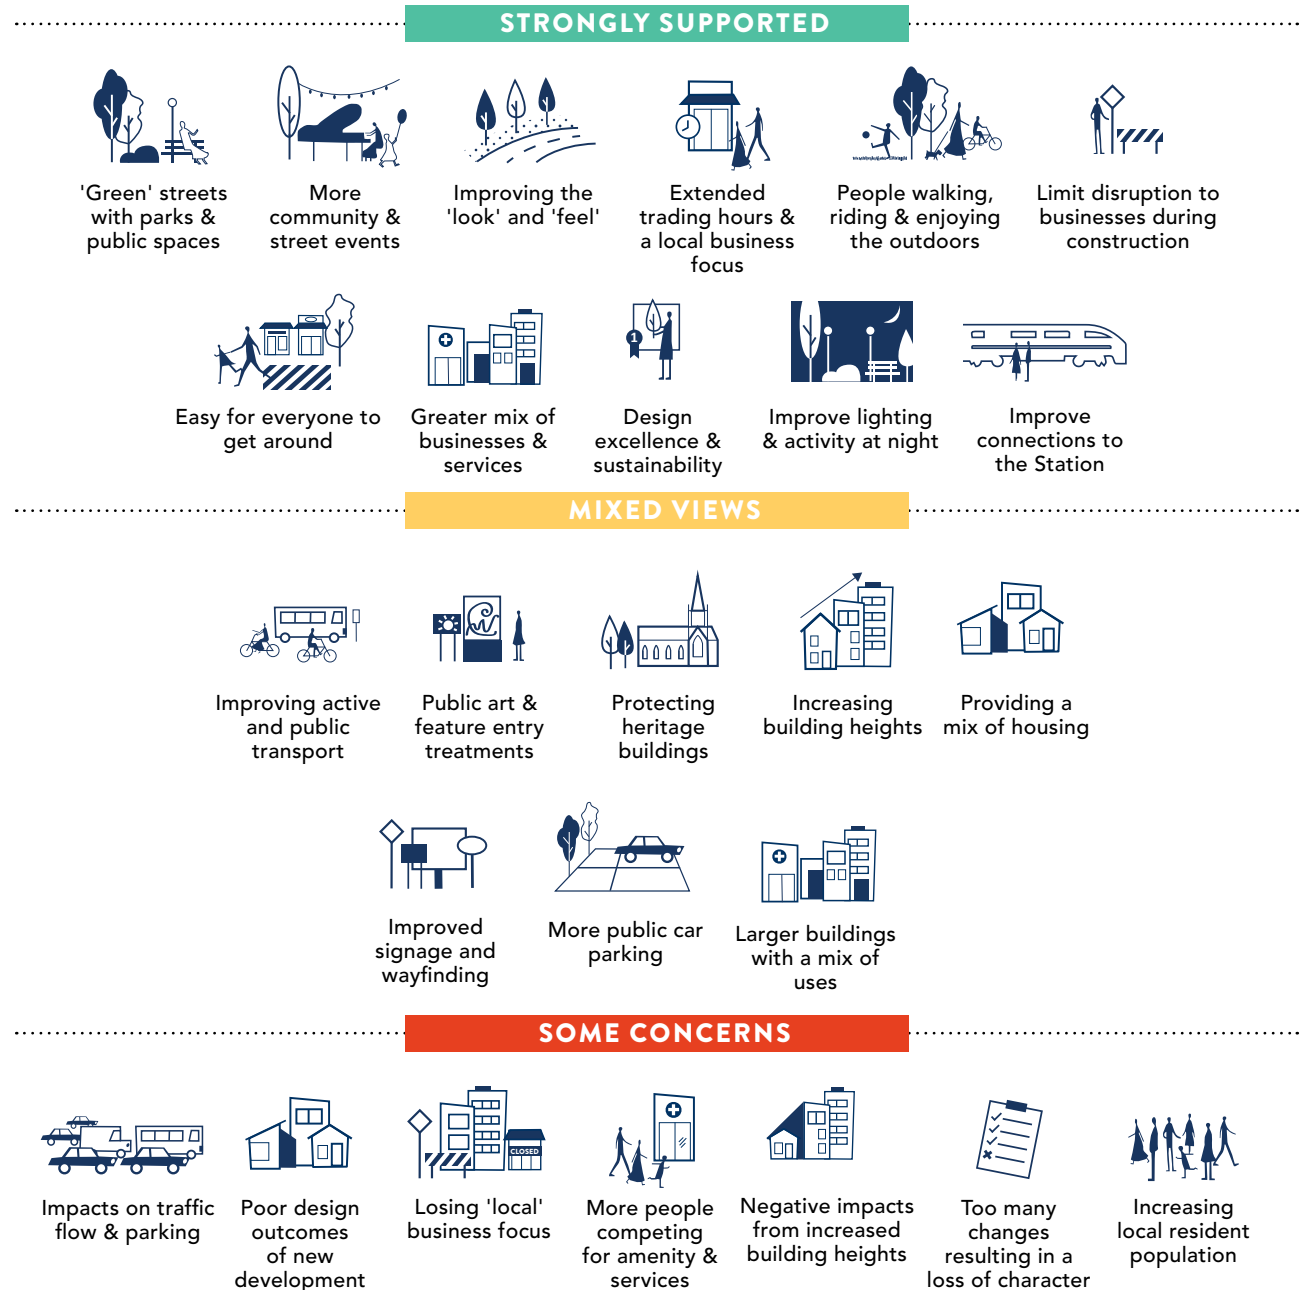 STRONGLY SUPPORTED
'Green' streets
with parks &
public spaces
More
community &
street events
Improving the
'look' and 'feel'
Extended
trading hours &
a local business
focus
People walking,
riding & enjoying
the outdoors
Limit disruption to
businesses during
construction
1
Easy for everyone to
get around
Greater mix of
businesses &
services
Design
excellence &
sustainability
Improve lighting
& activity at night
Improve
connections to
the Station
MIXED VIEWS
Improving active
and public
transport
Public art &
feature entry
treatments
Protecting
heritage
buildings
Increasing
building heights
Providing a
mix of housing
Improved
signage and
wayfinding
More public car
parking
Larger buildings
with a mix of
uses
SOME CONCERNS
CLOSED
Impacts on traffic
flow & parking
Poor design
outcomes
of new
development
Losing 'local'
business focus
More people
competing
for amenity &
services
Negative impacts
from increased
building heights
Too many
changes
resulting in a
loss of character
Increasing
local resident
population